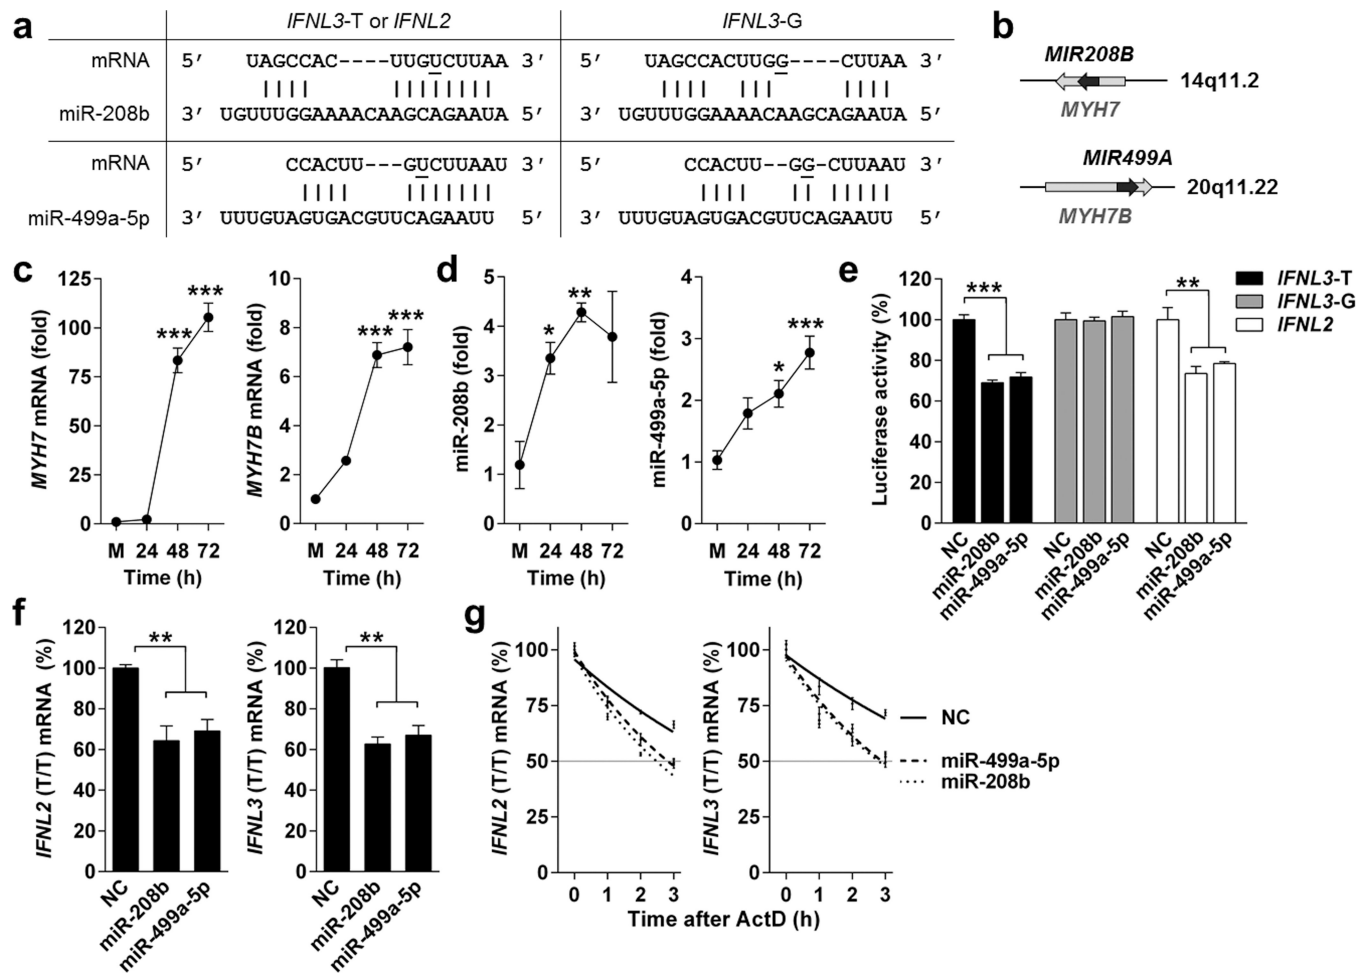 a
IFNL3-T or IFNL2
IFNL3-G
mRNA
5′ UAGCCAC----UUGUCUUAA 3′
5′ UAGCCACUUGG----CUUAA 3′
miR-208b
3′ UGUUUGGAAAACAAGCAGAAUA 5′
3′ UGUUUGGAAAACAAGCAGAAUA 5′
mRNA
5′ CCACUU---GUCUUAAU 3′
5′ CCACUU--GG-CUUAAU 3′
miR-499a-5p
3′ UUUGUAGUGACGUUCAGAAUU 5′
3′ UUUGUAGUGACGUUCAGAAUU 5′
b
MIR208B
14q11.2
MYH7
MIR499A
20q11.22
MYH7B
c
MYH7 mRNA (fold)
125
100
75
50
25
0
***
***
M 24 48 72
Time (h)
MYH7B mRNA (fold)
10
8
6
4
2
0
***
***
M 24 48 72
Time (h)
d
miR-208b (fold)
5
4
3
2
1
0
*
**
M 24 48 72
Time (h)
miR-499a-5p (fold)
4
3
2
1
0
*
***
M 24 48 72
Time (h)
e
Luciferase activity (%)
120
100
80
60
40
20
0
***
**
IFNL3-T
IFNL3-G
IFNL2
NC
miR-208b
miR-499a-5p
NC
miR-208b
miR-499a-5p
NC
miR-208b
miR-499a-5p
f
IFNL2 (T/T) mRNA (%)
120
100
80
60
40
20
0
**
NC
miR-208b
miR-499a-5p
IFNL3 (T/T) mRNA (%)
120
100
80
60
40
20
0
**
NC
miR-208b
miR-499a-5p
g
IFNL2 (T/T) mRNA (%)
100
75
50
25
0
0 1 2 3
IFNL3 (T/T) mRNA (%)
100
75
50
25
0
0 1 2 3
Time after ActD (h)
NC
miR-499a-5p
miR-208b